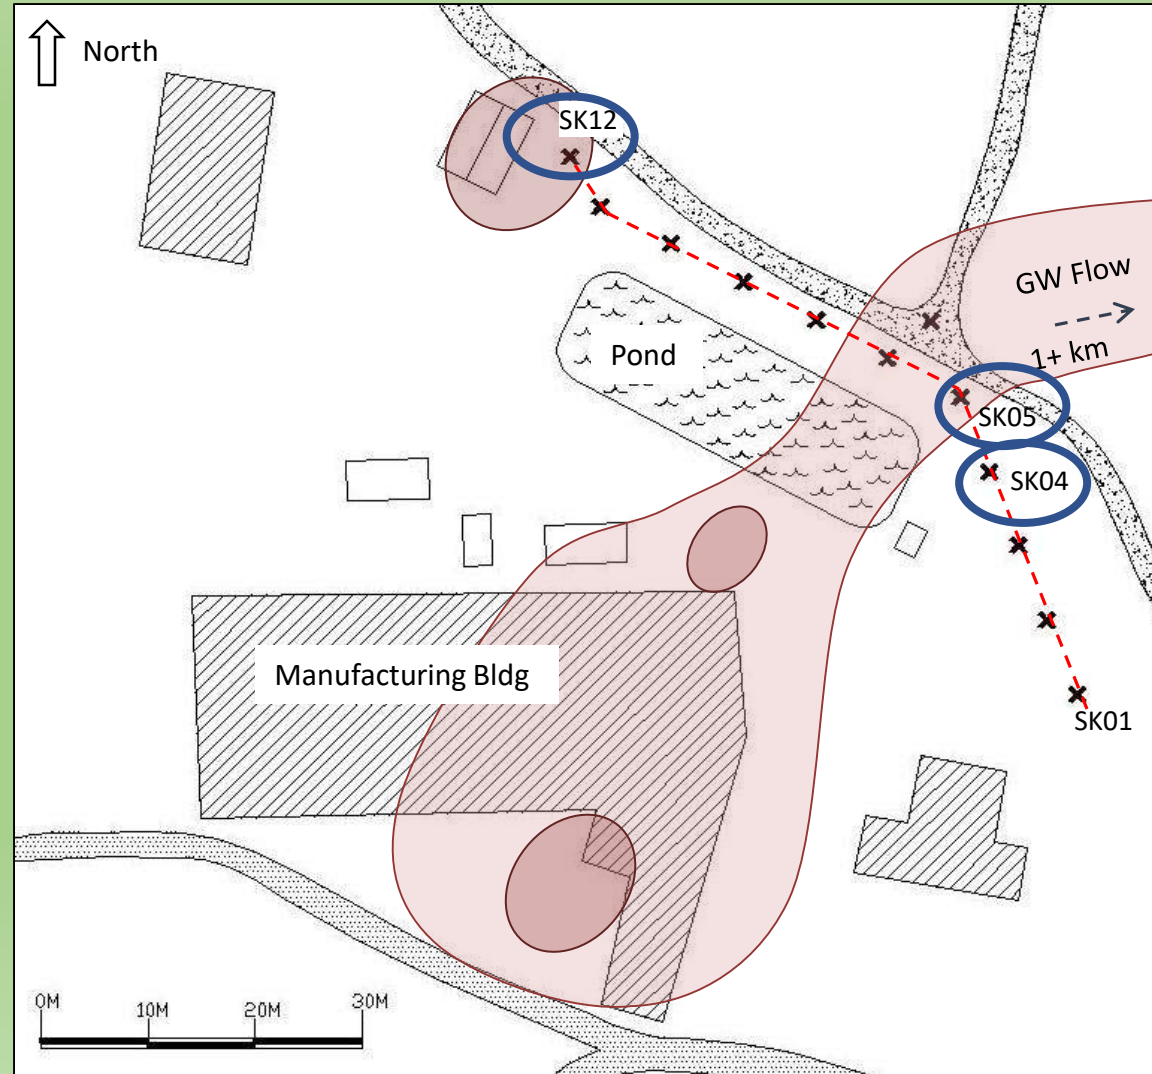 North
SK12
GW Flow
1+ km
Pond
SK05
SK04
Manufacturing Bldg
SK01
0M 10M 20M 30M